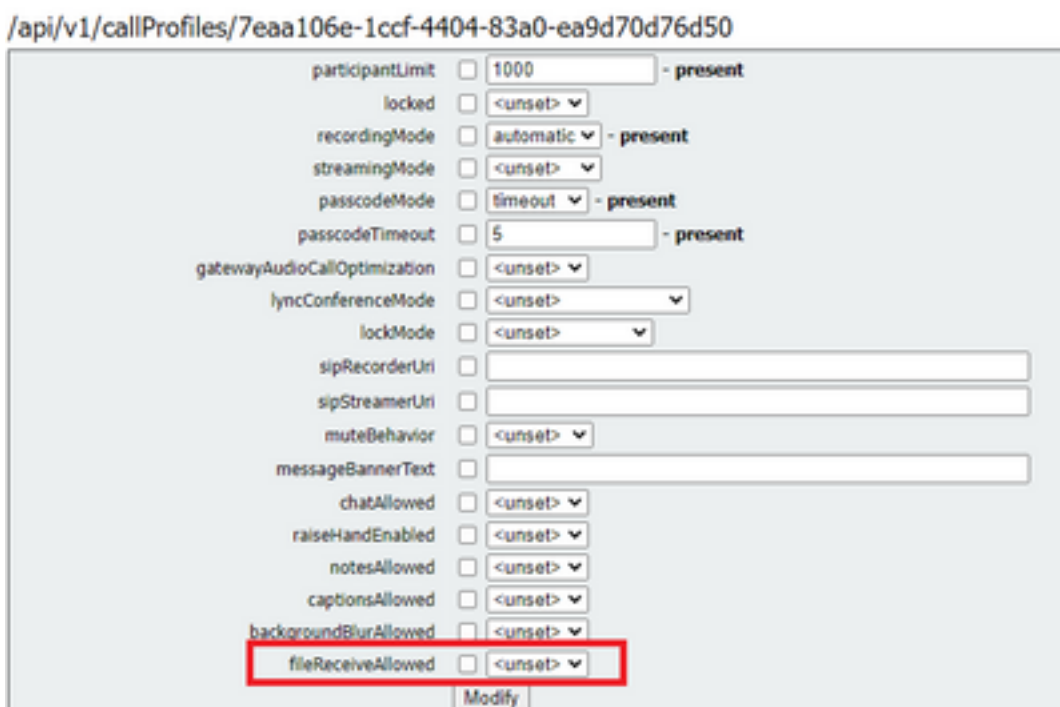 /api/v1/callProfiles/7eaa106e-1ccf-4404-83a0-ea9d70d76d50
participantLimit 1000 - present
locked <unset>
recordingMode automatic - present
streamingMode <unset>
passcodeMode timeout - present
passcodeTimeout 5 - present
gatewayAudioCallOptimization <unset>
lyncConferenceMode <unset>
lockMode <unset>
sipRecorderUri
sipStreamerUri
muteBehavior <unset>
messageBannerText
chatAllowed <unset>
raiseHandEnabled <unset>
notesAllowed <unset>
captionsAllowed <unset>
backgroundBlurAllowed <unset>
fileReceiveAllowed <unset>
Modify